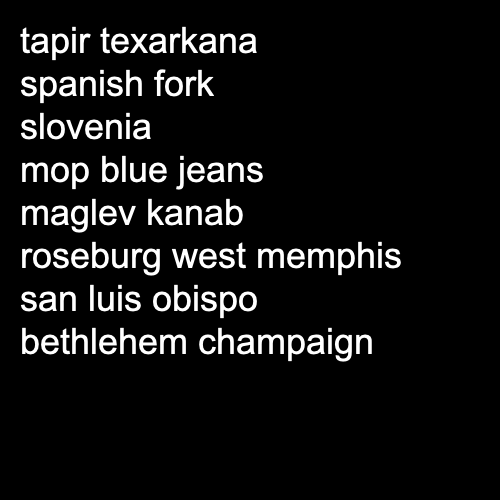 tapir texarkana
spanish fork
slovenia
mop blue jeans
maglev kanab
roseburg west memphis
san luis obispo
bethlehem champaign